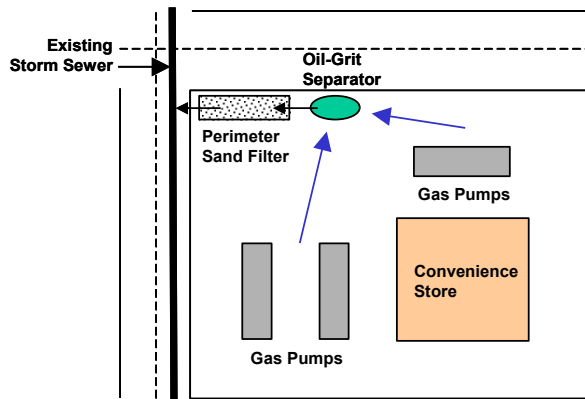 Existing
Storm Sewer
Oil-Grit
Separator
Perimeter
Sand Filter
Gas Pumps
Convenience
Store
Gas Pumps